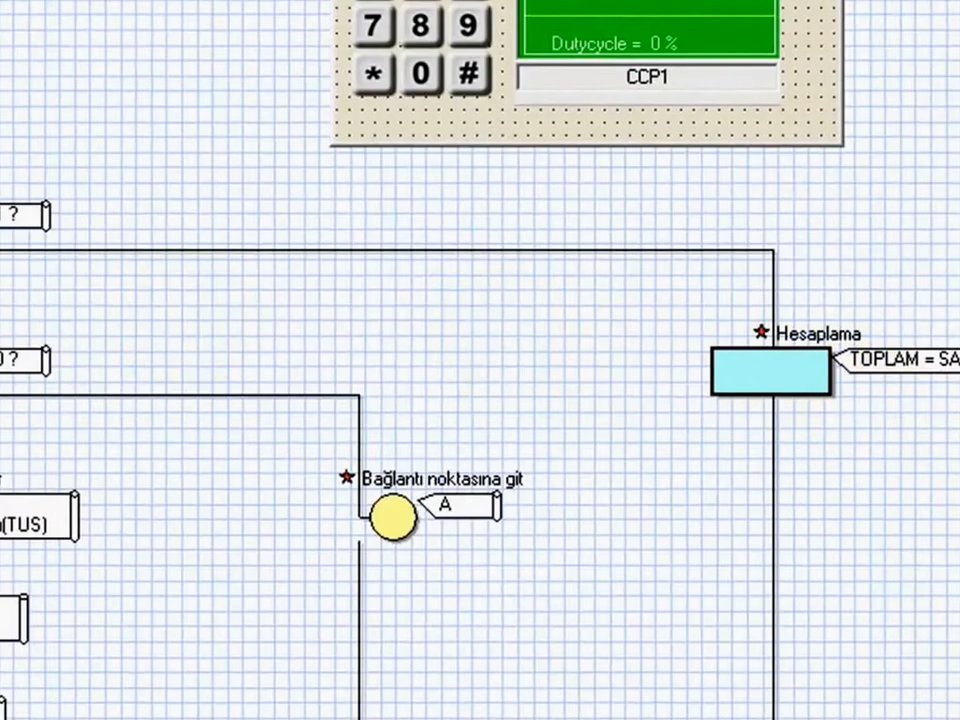 7 8 9
Dutycycle = 0 %
* 0 #
CCP1
?
Hesaplama
0 ?
TOPLAM = SA
Bağlantı noktasına git
A
(TUS)